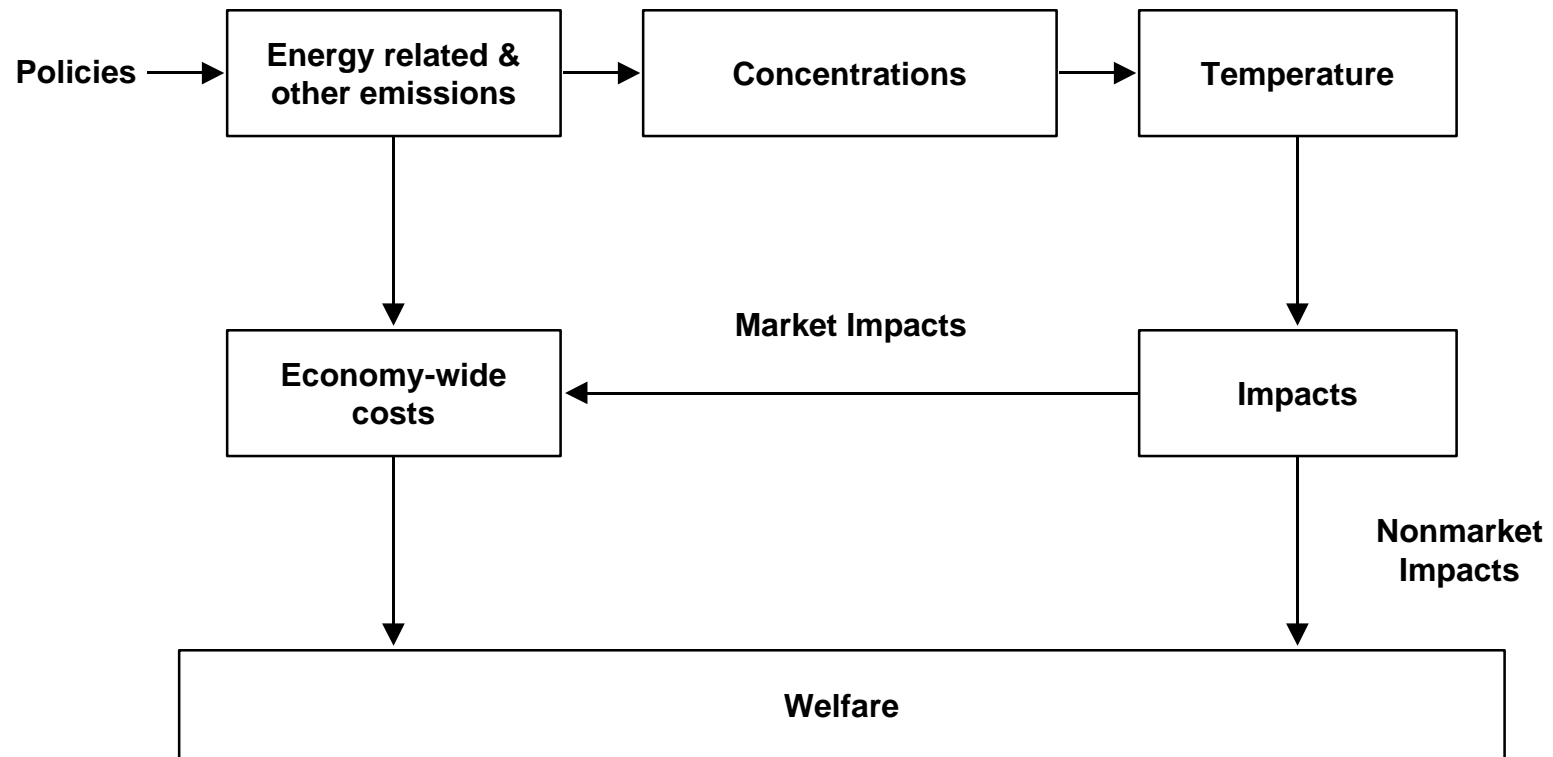 Policies
Energy related &
other emissions
Concentrations
Temperature
Market Impacts
Economy-wide
costs
Impacts
Nonmarket
Impacts
Welfare